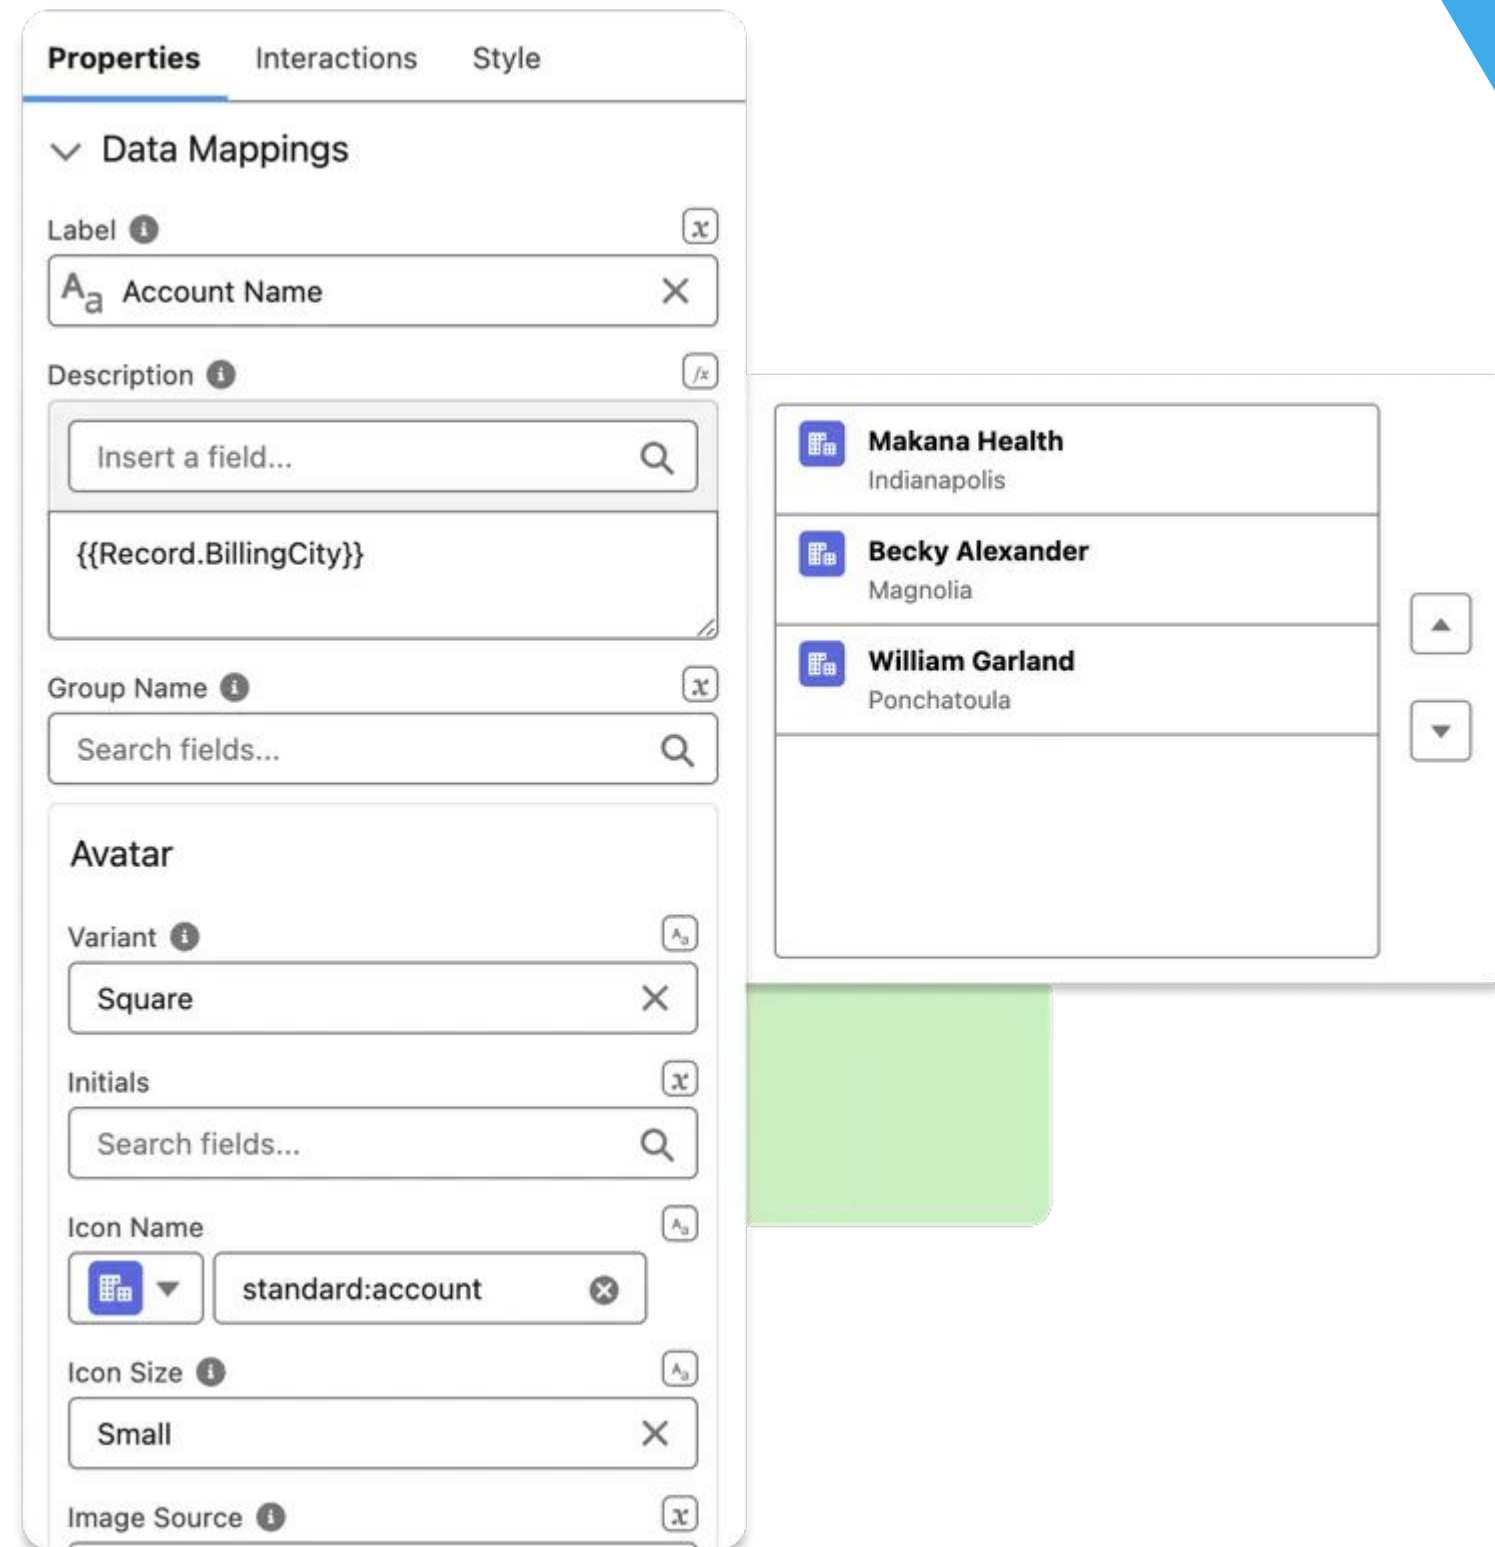 Properties Interactions Style
Data Mappings
Label
Account Name
Description
Insert a field...
{{Record.BillingCity}}
Group Name
Search fields...
Avatar
Variant
Square
Initials
Search fields...
Icon Name
standard:account
Icon Size
Small
Image Source
Makana Health
Indianapolis
Becky Alexander
Magnolia
William Garland
Ponchatoula